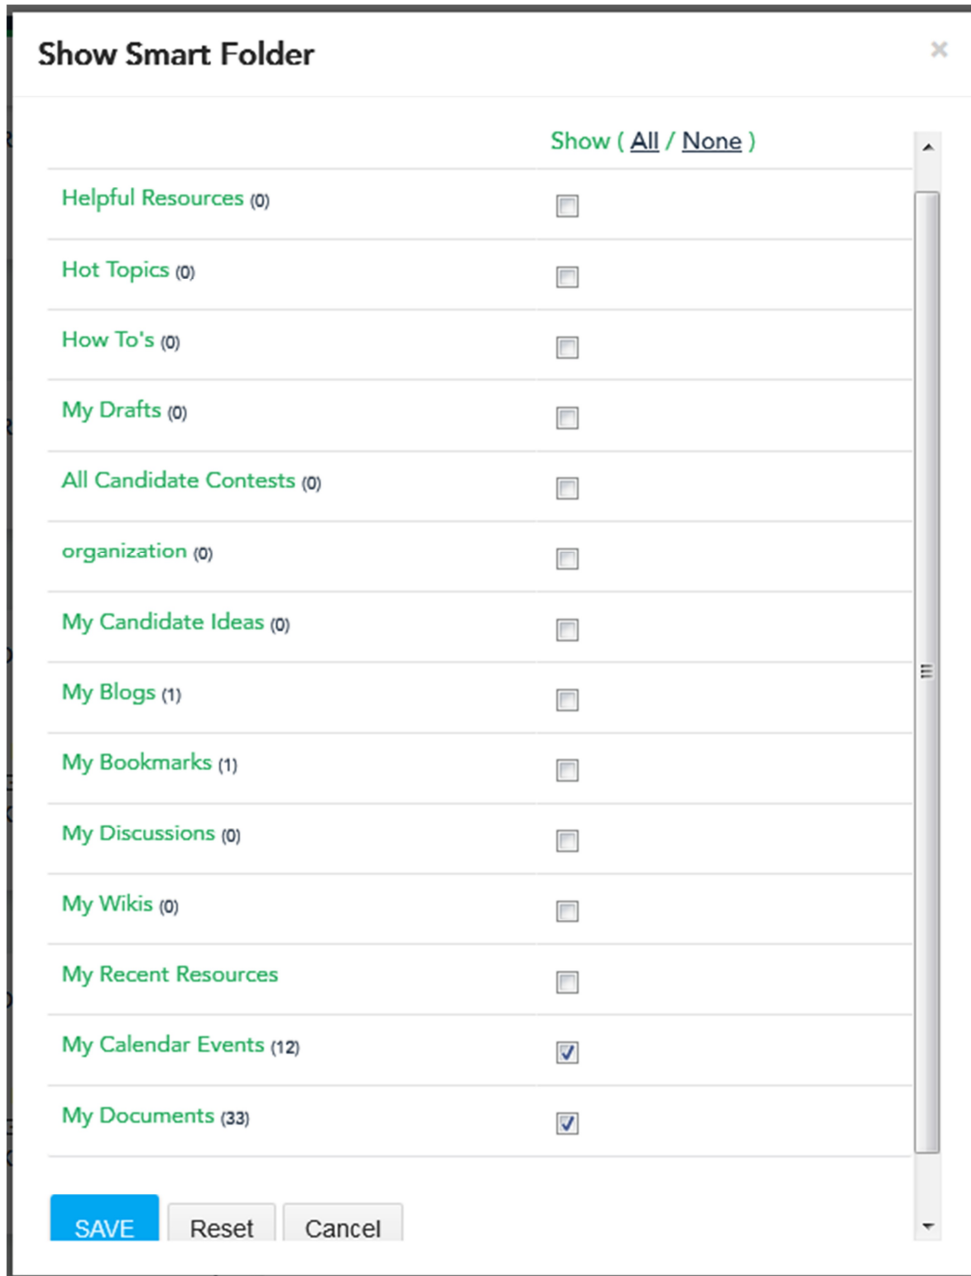 Show Smart Folder
Show ( All / None )
Helpful Resources (0)
Hot Topics (0)
How To's (0)
My Drafts (0)
All Candidate Contests (0)
organization (0)
My Candidate Ideas (0)
My Blogs (1)
My Bookmarks (1)
My Discussions (0)
My Wikis (0)
My Recent Resources
My Calendar Events (12)
My Documents (33)
SAVE Reset Cancel